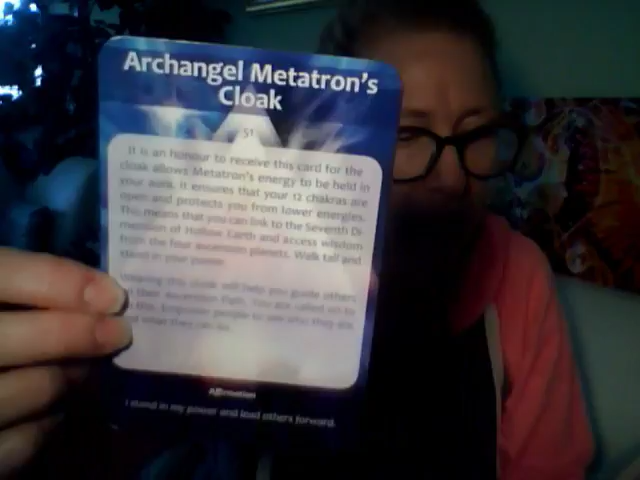 Archangel Metatron's
Cloak
51
It is an honour to receive this card for the
cloak allows Metatron's energy to be held in
your aura. It ensures that your 12 chakras are
open and protects you from lower energies.
This means that you can link to the Seventh Di
mension of Hollow Earth and access wisdom
from the four ascension planets. Walk tall and
stand in your power.
this cloak will help you guide others
their ascension path. You are called on to
this. Empower people to see who they are
what they can do.
Affirmation
I stand in my power and lead others forward.